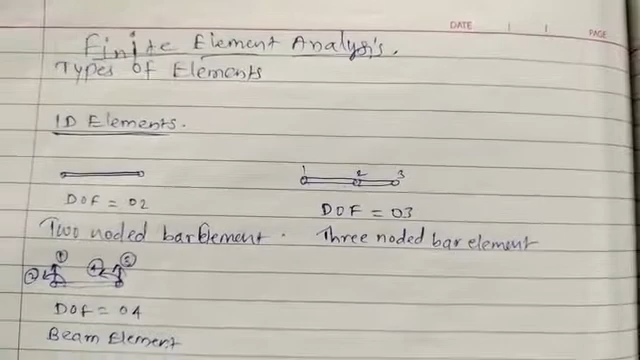 DATE PAGE
Finite Element Analysis.
Types of Elements
1D Elements.
1 2 3
DOF = 02 DOF = 03
Two noded bar Element. Three noded bar element
DOF = 04
Beam Element